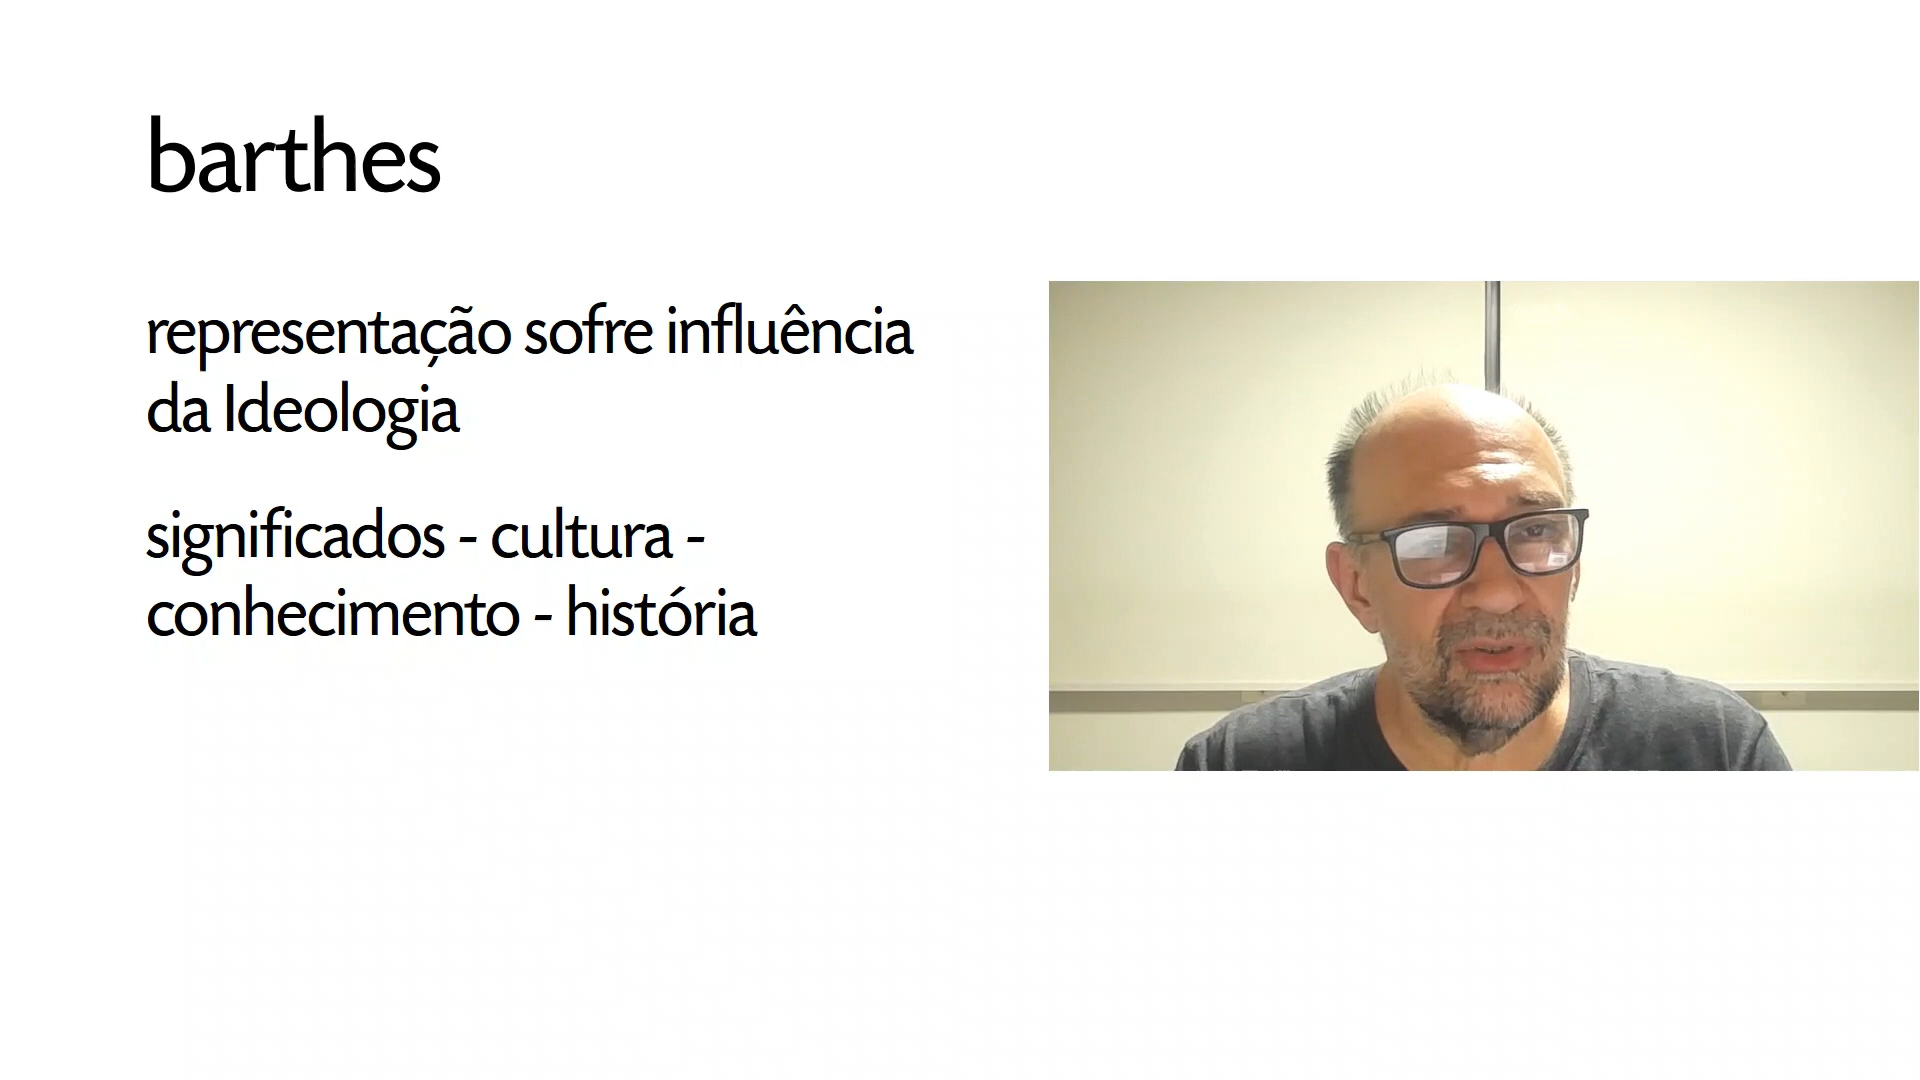 barthes
representação sofre influência
da Ideologia
significados - cultura -
conhecimento - história